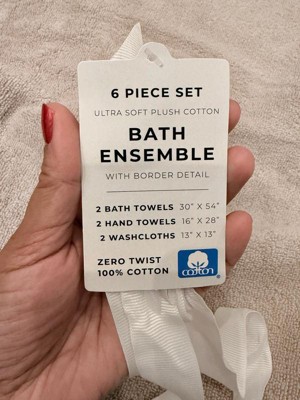 6 PIECE SET
ULTRA SOFT PLUSH COTTON
BATH
ENSEMBLE
WITH BORDER DETAIL
2 BATH TOWELS 30" X 54"
2 HAND TOWELS 16" X 28"
2 WASHCLOTHS 13" X 13"
ZERO TWIST
100% COTTON
cotton®